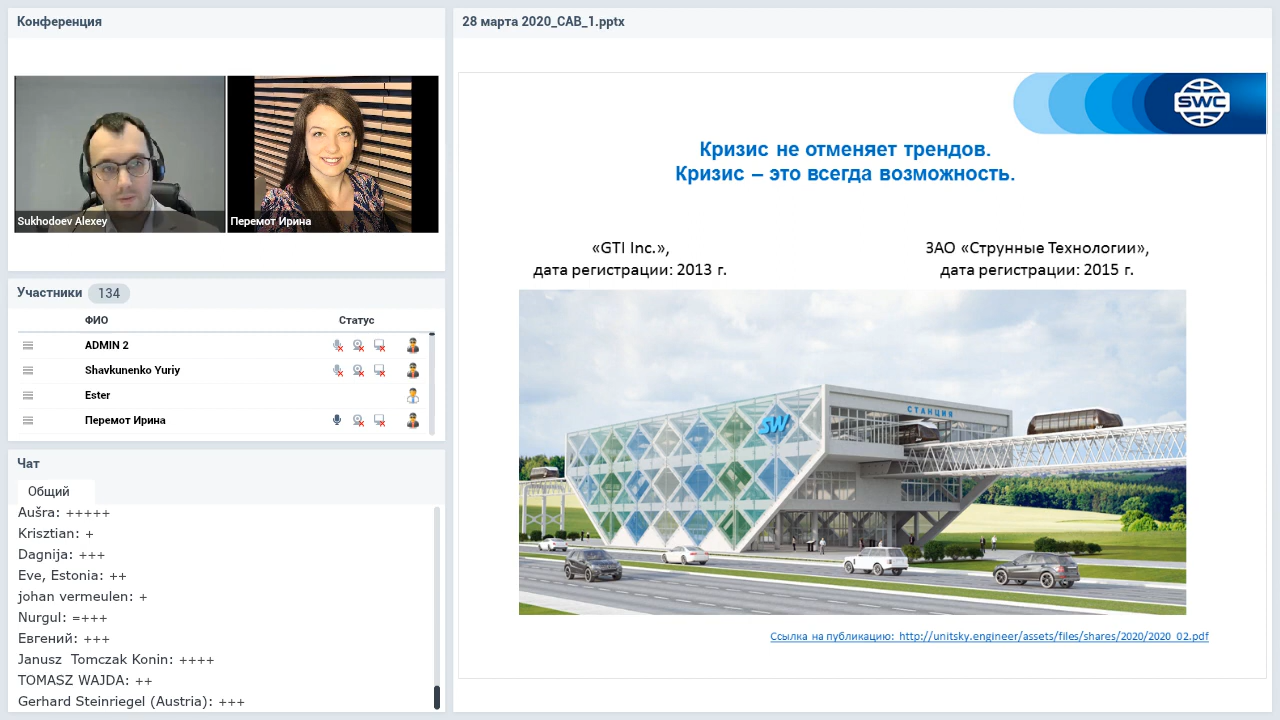 Конференция
Sukhodoev Alexey
Перемот Ирина
Участники 134
ФИО Статус
ADMIN 2
Shavkunenko Yuriy
Ester
Перемот Ирина
Чат
Общий
Aušra: +++++
Krisztian: +
Dagnija: +++
Eve, Estonia: ++
johan vermeulen: +
Nurgul: =+++
Евгений: +++
Janusz  Tomczak Konin: ++++
TOMASZ WAJDA: ++
Gerhard Steinriegel (Austria): +++
28 марта 2020_САВ_1.pptx
SWC
Кризис не отменяет трендов.
Кризис – это всегда возможность.
«GTI Inc.»,
дата регистрации: 2013 г.
ЗАО «Струнные Технологии»,
дата регистрации: 2015 г.
SW
СТАНЦИЯ
Ссылка на публикацию: http://unitsky.engineer/assets/files/shares/2020/2020_02.pdf